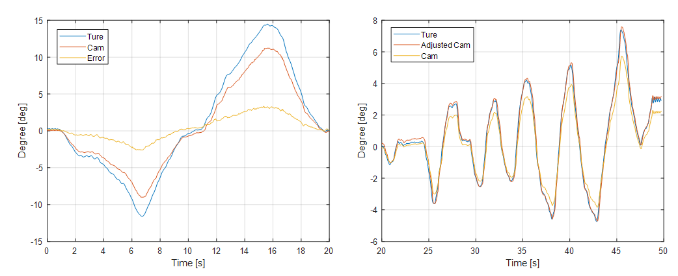 15
10
5
0
-5
-10
-15
Degree [deg]
Ture
Cam
Error
0 2 4 6 8 10 12 14 16 18 20
Time [s]
8
6
4
2
0
-2
-4
-6
Degree [deg]
Ture
Adjusted Cam
Cam
20 25 30 35 40 45 50
Time [s]